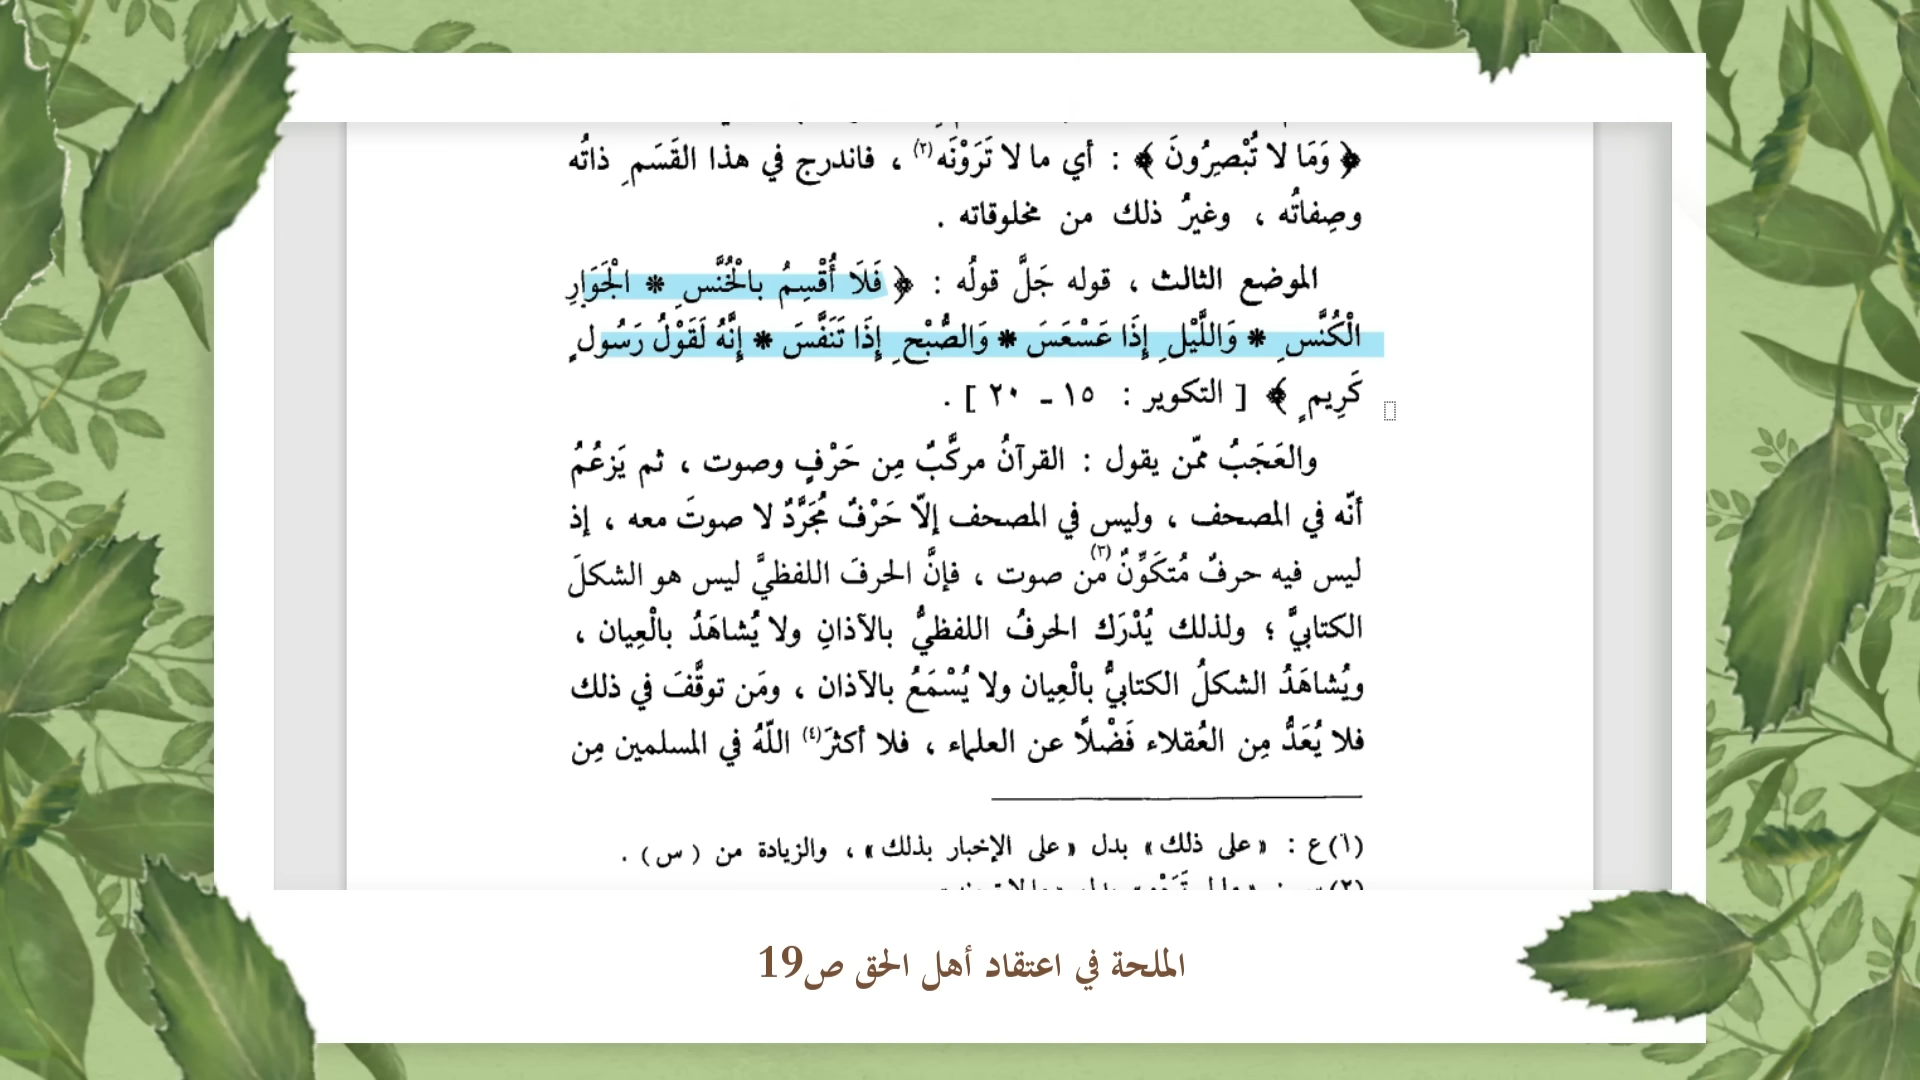 ﴿ وَمَا لا تُبْصِرُونَ ﴾ : أي ما لا تَرَوْنَه(٢) ، فاندرج في هذا القَسَمِ ذاتُه
وصِفاتُه ، وغيرُ ذلك من مخلوقاته .
الموضع الثالث ، قوله جَلَّ قولُه : ﴿ فَلَا أُقْسِمُ بالْخُنَّسِ * الْجَوَارِ
الْكُنَّسِ * وَاللَّيْلِ إِذَا عَسْعَسَ * وَالصُّبْحِ إِذَا تَنَفَّسَ * إِنَّهُ لَقَوْلُ رَسُولٍ
كَرِيمٍ ﴾ [ التكوير : ١٥ ـ ٢٠ ] .
والعَجَبُ ممّن يقول : القرآنُ مركَّبٌ مِن حَرْفٍ وصوت ، ثم يَزعُمُ
أنّه في المصحف ، وليس في المصحف إلّا حَرْفٌ مُجَرَّدٌ لا صوتَ معه ، إذ
ليس فيه حرفٌ مُتَكَوِّنٌ(٣) من صوت ، فإنَّ الحرفَ اللفظيَّ ليس هو الشكلَ
الكتابيَّ ؛ ولذلك يُدْرَك الحرفُ اللفظيُّ بالآذانِ ولا يُشاهَدُ بالْعِيان ،
ويُشاهَدُ الشكلُ الكتابيُّ بالْعِيان ولا يُسْمَعُ بالآذان ، ومَن توقَّفَ في ذلك
فلا يُعَدُّ مِن العُقلاء فَضْلًا عن العلماء ، فلا أكثرَ(٤) اللّهُ في المسلمين مِن
(١) ع : «على ذلك» بدل «على الإخبار بذلك» ، والزيادة من ( س ) .
الملحة في اعتقاد أهل الحق ص19